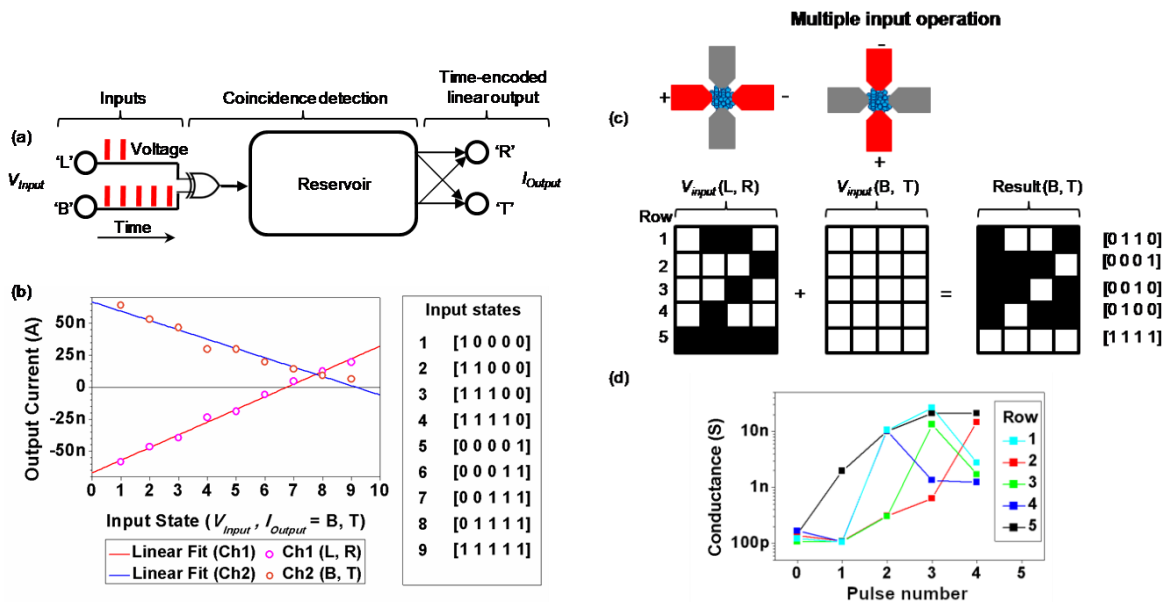 (a)
Inputs
Coincidence detection
Time-encoded
linear output
'L'
Voltage
V_Input
Reservoir
'R'
I_Output
'B'
'T'
Time
(b)
Output Current (A)
50n
25n
0
-25n
-50n
0 1 2 3 4 5 6 7 8 9 10
Input State (V_Input , I_Output = B, T)
Linear Fit (Ch1) Ch1 (L, R)
Linear Fit (Ch2) Ch2 (B, T)
Input states
1 [1 0 0 0 0]
2 [1 1 0 0 0]
3 [1 1 1 0 0]
4 [1 1 1 1 0]
5 [0 0 0 0 1]
6 [0 0 0 1 1]
7 [0 0 1 1 1]
8 [0 1 1 1 1]
9 [1 1 1 1 1]
Multiple input operation
(c)
+ -
-
+
V_input{L, R} V_input{B, T} Result{B, T}
Row
1 [0 1 1 0]
2 [0 0 0 1]
3 + = [0 0 1 0]
4 [0 1 0 0]
5 [1 1 1 1]
(d)
Conductance (S)
10n
1n
100p
0 1 2 3 4 5
Pulse number
Row
1
2
3
4
5